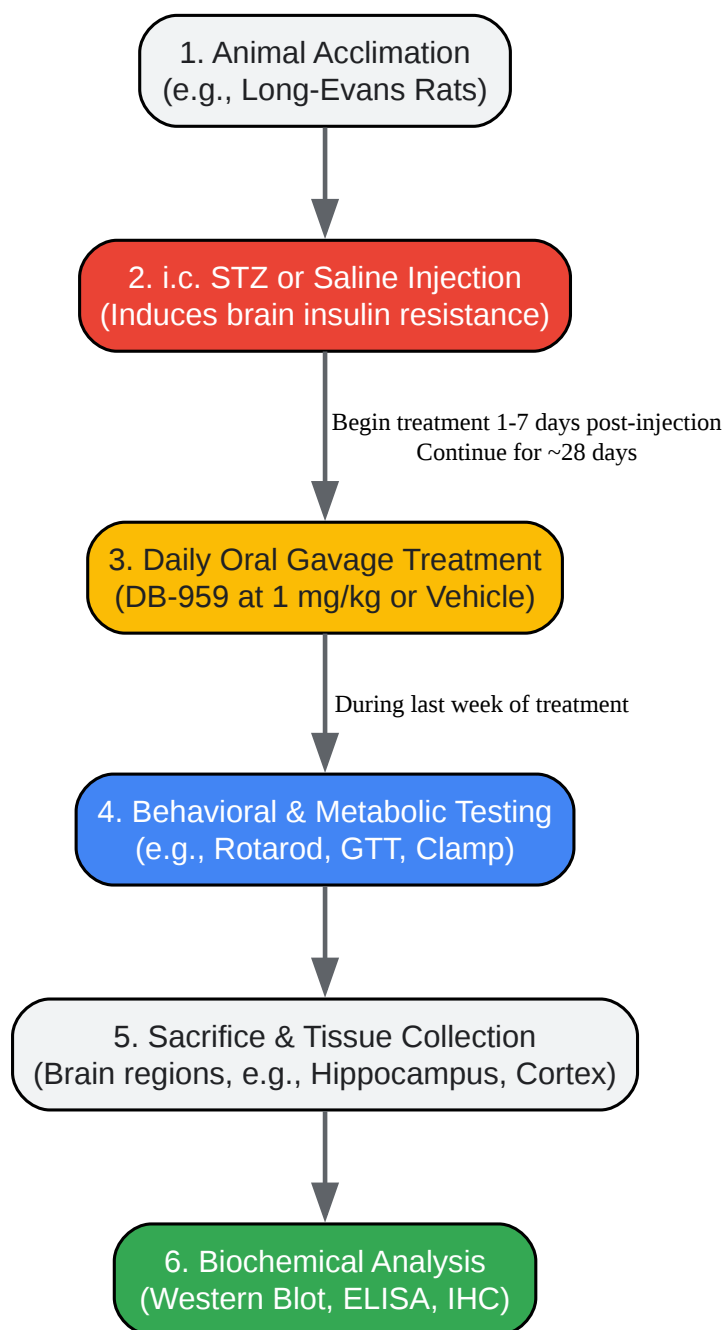 1. Animal Acclimation
(e.g., Long-Evans Rats)
2. i.c. STZ or Saline Injection
(Induces brain insulin resistance)
Begin treatment 1-7 days post-injection
Continue for ~28 days
3. Daily Oral Gavage Treatment
(DB-959 at 1 mg/kg or Vehicle)
During last week of treatment
4. Behavioral & Metabolic Testing
(e.g., Rotarod, GTT, Clamp)
5. Sacrifice & Tissue Collection
(Brain regions, e.g., Hippocampus, Cortex)
6. Biochemical Analysis
(Western Blot, ELISA, IHC)